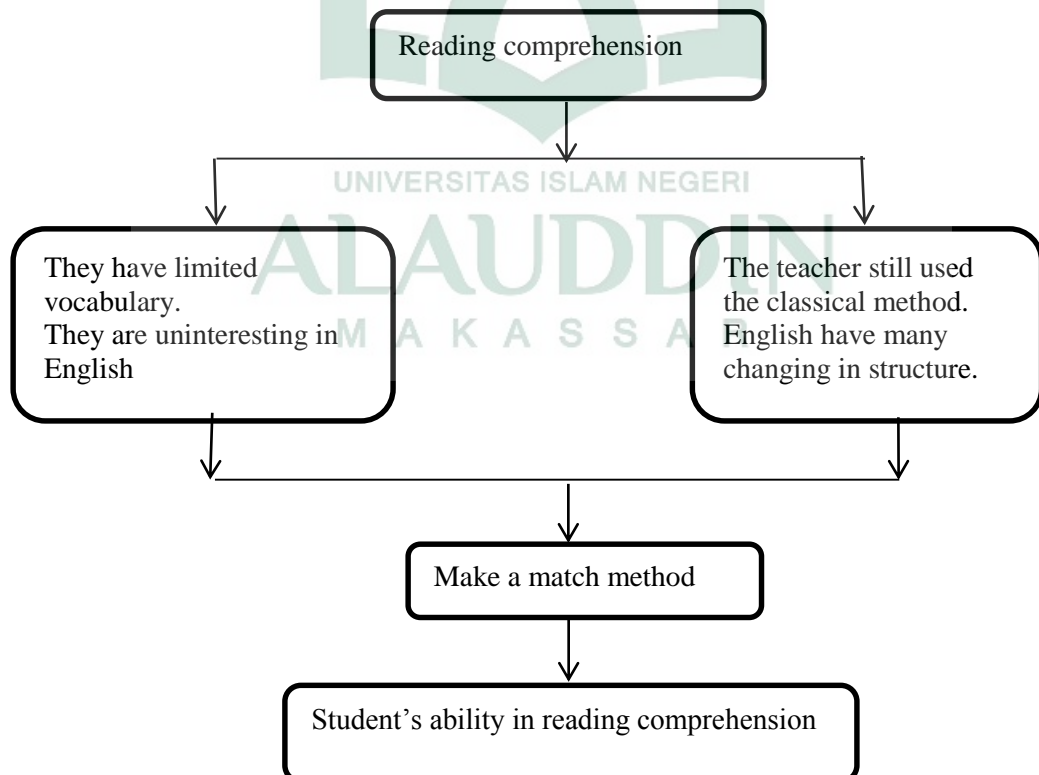 Reading comprehension
UNIVERSITAS ISLAM NEGERI
ALAUDDIN
MAKASSAR
They have limited
vocabulary.
They are uninteresting in
English
The teacher still used
the classical method.
English have many
changing in structure.
Make a match method
Student’s ability in reading comprehension